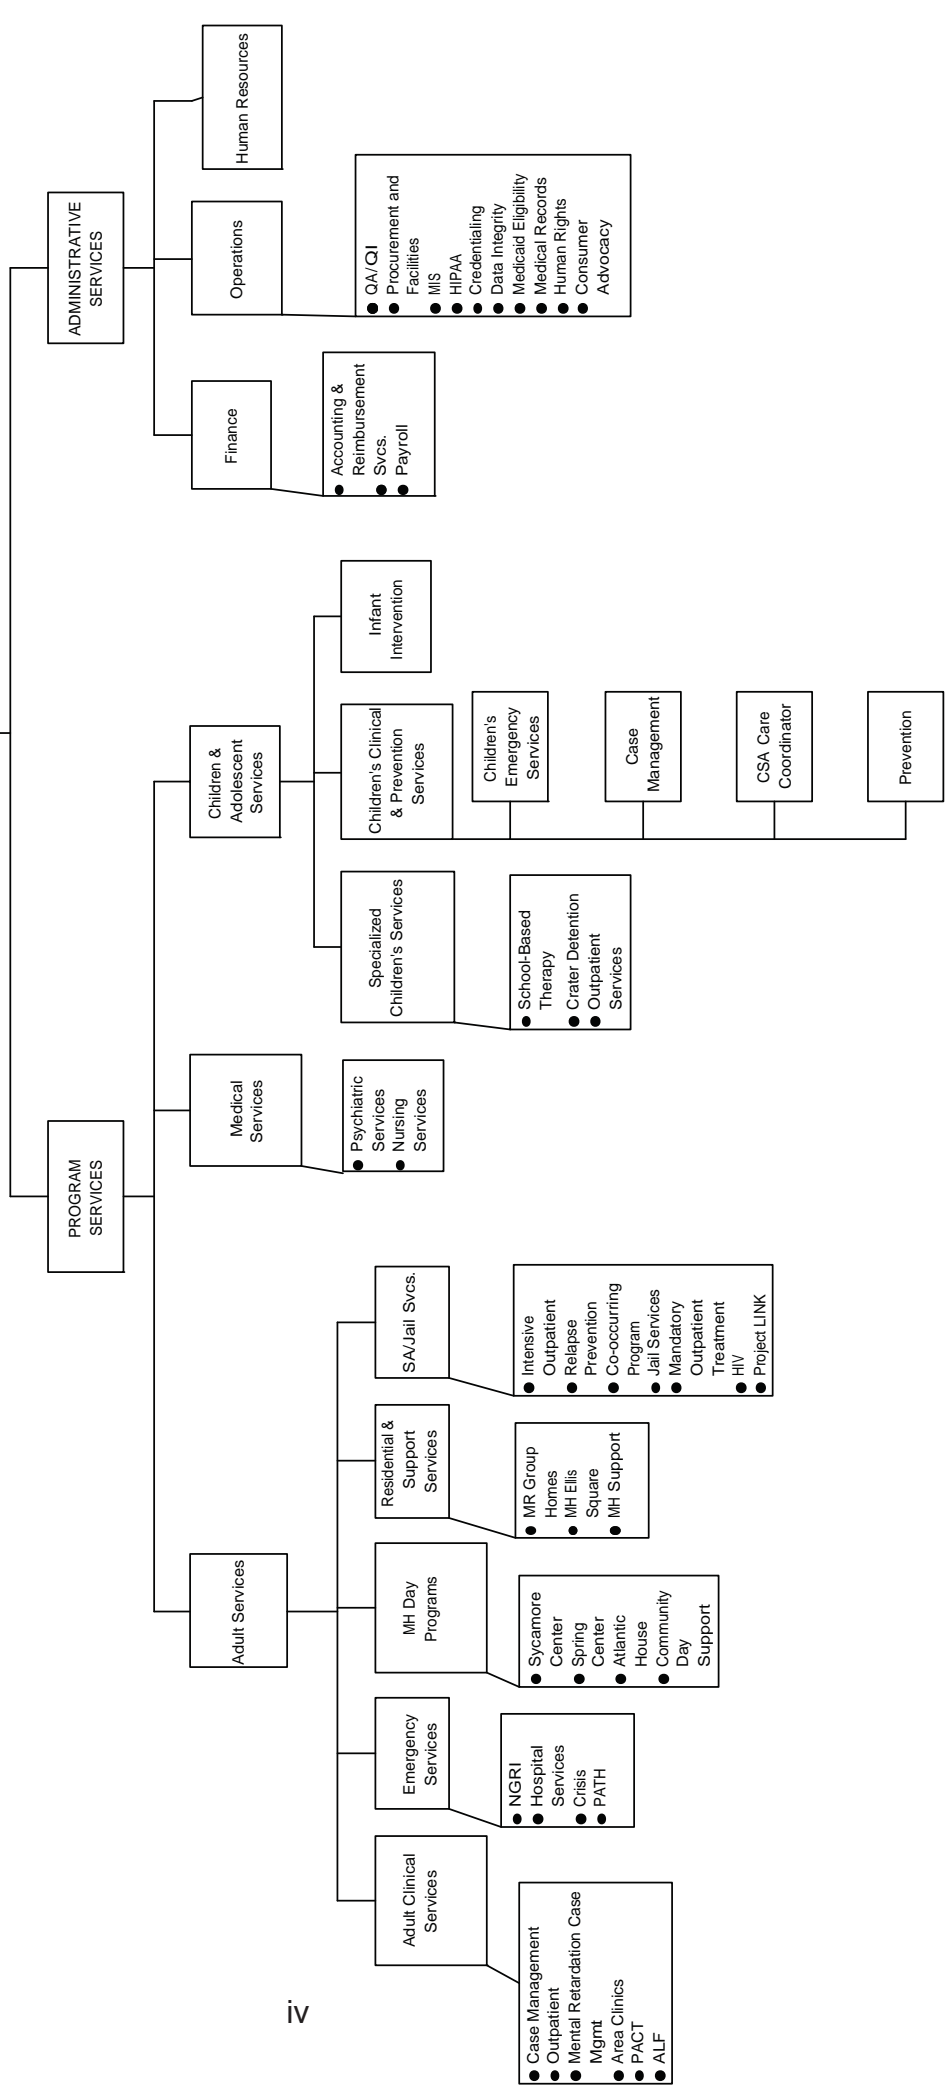 PROGRAM
SERVICES
ADMINISTRATIVE
SERVICES
Adult Services
Medical
Services
Children &
Adolescent
Services
Finance
Operations
Human Resources
Adult Clinical
Services
Emergency
Services
MH Day
Programs
Residential &
Support
Services
SA/Jail Svcs.
● Psychiatric
Services
● Nursing
Services
Specialized
Children's Services
Children's Clinical
& Prevention
Services
Infant
Intervention
● Accounting &
Reimbursement
● Svcs.
● Payroll
● QA/QI
● Procurement and
Facilities
● MIS
● HIPAA
● Credentialing
● Data Integrity
● Medicaid Eligibility
● Medical Records
● Human Rights
● Consumer
Advocacy
● Case Management
● Outpatient
● Mental Retardation Case
Mgmt
● Area Clinics
● PACT
● ALF
● NGRI
● Hospital
Services
● Crisis
● PATH
● Sycamore
Center
● Spring
Center
● Atlantic
House
● Community
Day
Support
● MR Group
Homes
● MH Ellis
Square
● MH Support
● Intensive
Outpatient
● Relapse
Prevention
● Co-occurring
Program
● Jail Services
● Mandatory
Outpatient
Treatment
● HIV
● Project LINK
● School-Based
Therapy
● Crater Detention
● Outpatient
Services
Children's
Emergency
Services
Case
Management
CSA Care
Coordinator
Prevention
iv